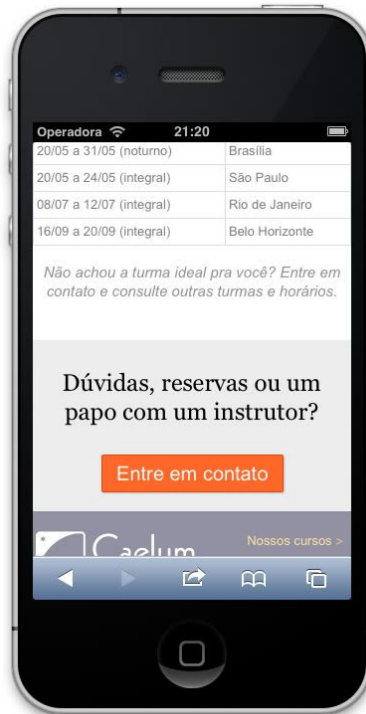 Operadora 21:20
20/05 a 31/05 (noturno) Brasília
20/05 a 24/05 (integral) São Paulo
08/07 a 12/07 (integral) Rio de Janeiro
16/09 a 20/09 (integral) Belo Horizonte
Não achou a turma ideal pra você? Entre em
contato e consulte outras turmas e horários.
Dúvidas, reservas ou um
papo com um instrutor?
Entre em contato
Caelum Nossos cursos >